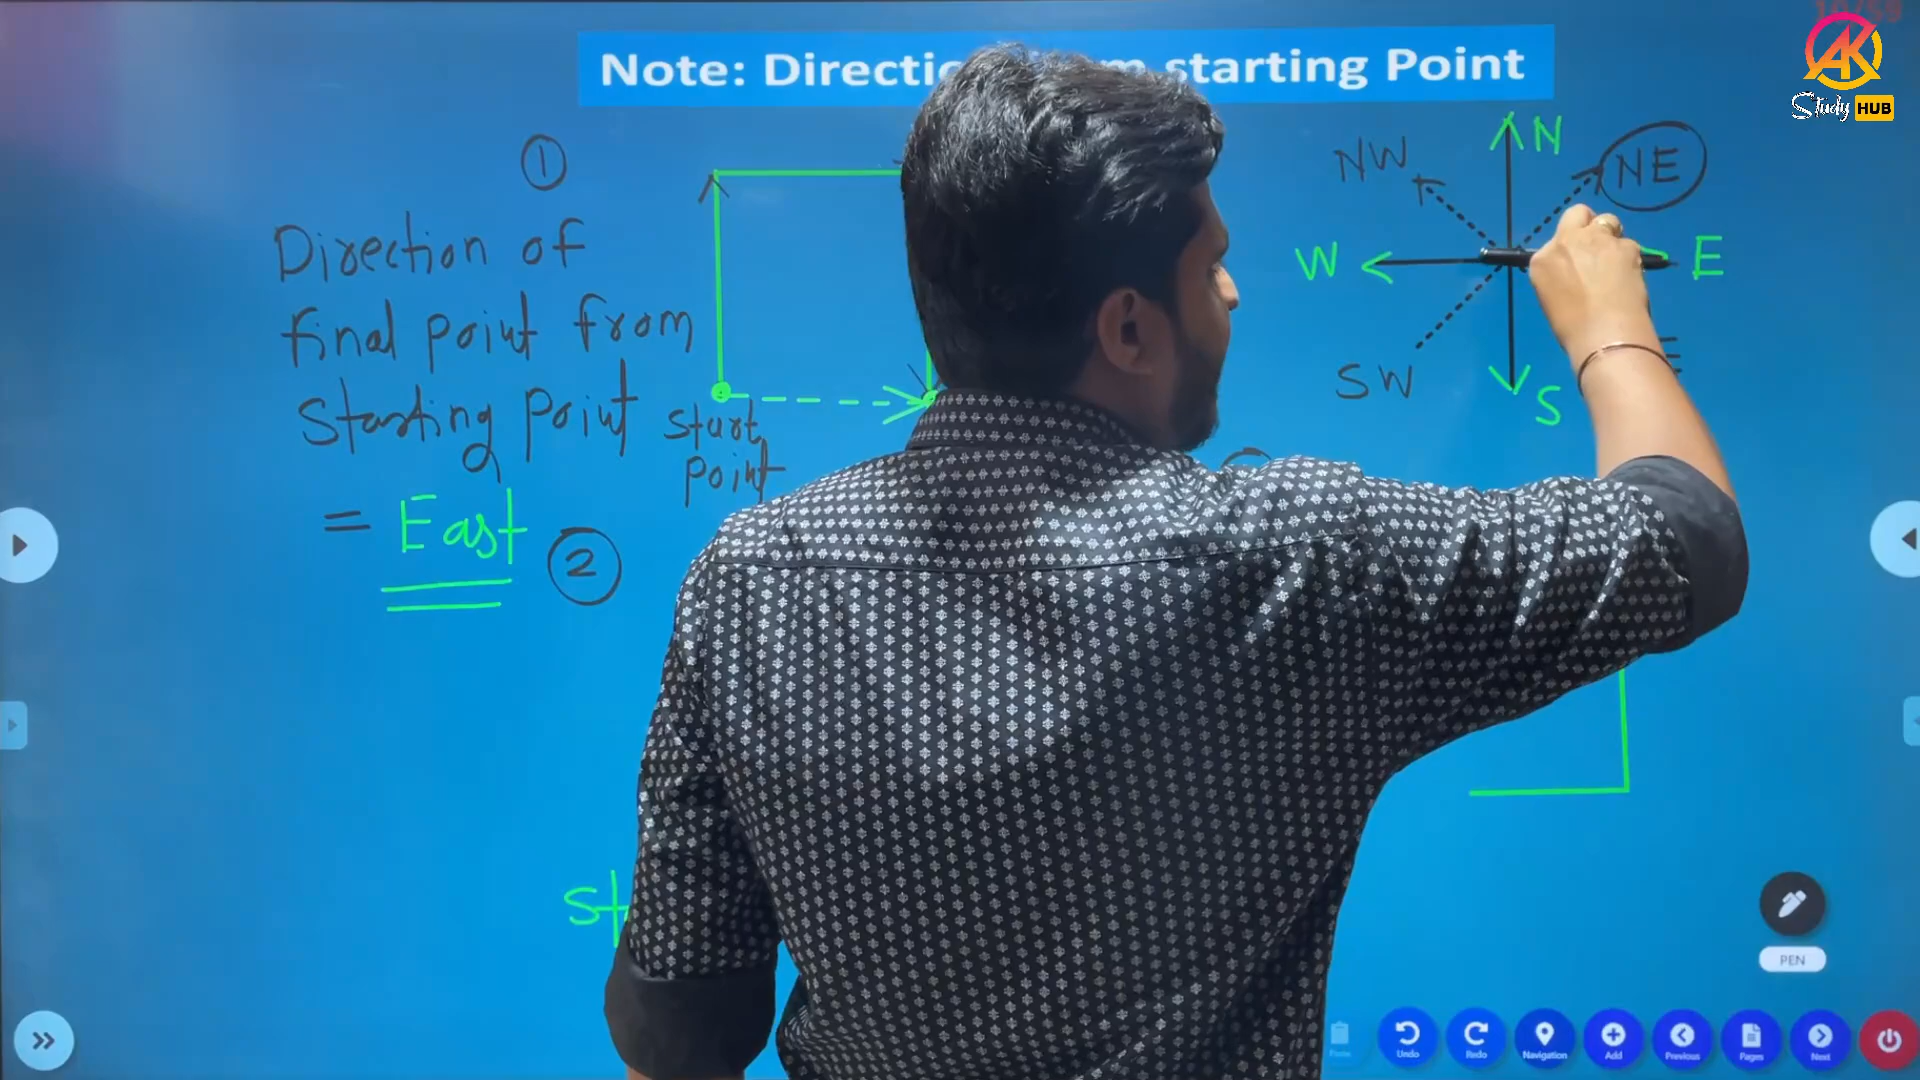 Note: starting Point
AK
Study HUB
1
Direction of
final point from
Starting point
= East
Start
point
2
N
NW
NE
W
E
SW
S
PEN
Undo
Redo
Navigation
Add
Previous
Pages
Next